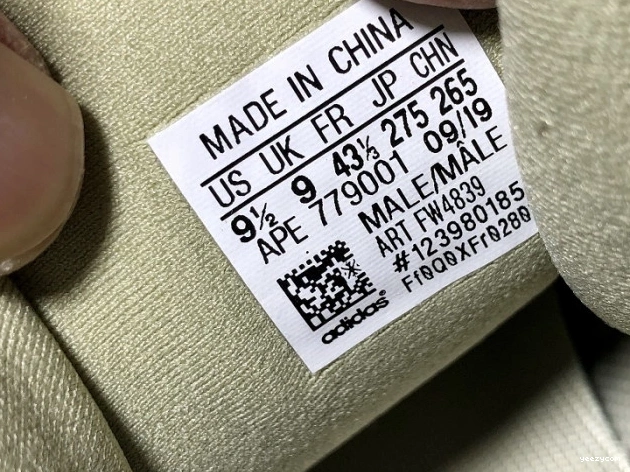 MADE IN CHINA
US UK FR JP CHN
9½ 9 43⅓ 275 265
APE 779001 09/19
MALE/MÂLE
ART FW4839
#123980185
Ff0Q0XFr0280
adidas®